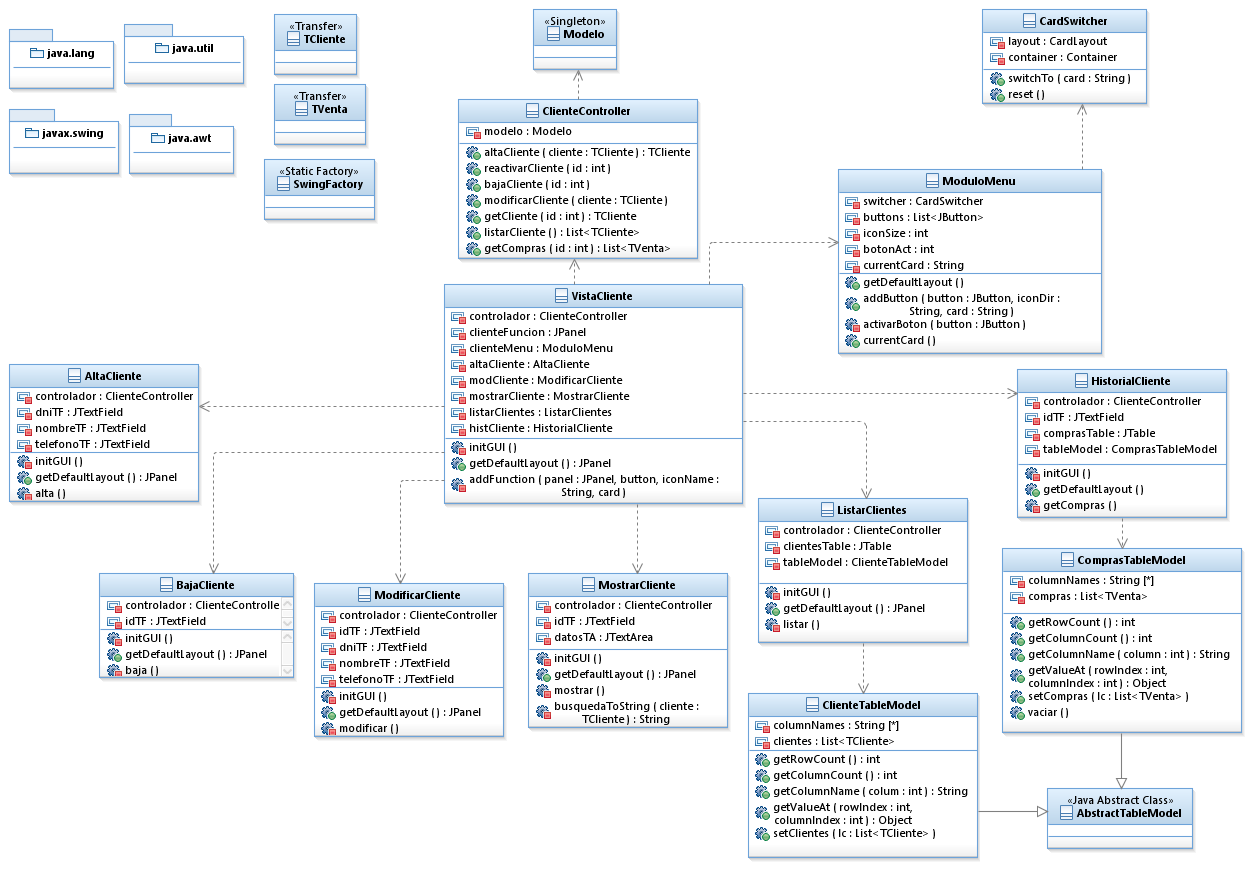 java.lang
java.util
javax.swing
java.awt
«Transfer»
TCliente
«Transfer»
TVenta
«Static Factory»
SwingFactory
«Singleton»
Modelo
ClienteController
modelo : Modelo
altaCliente ( cliente : TCliente ) : TCliente
reactivarCliente ( id : int )
bajaCliente ( id : int )
modificarCliente ( cliente : TCliente )
getCliente ( id : int ) : TCliente
listarCliente ( ) : List<TCliente>
getCompras ( id : int ) : List<TVenta>
CardSwitcher
layout : CardLayout
container : Container
switchTo ( card : String )
reset ( )
ModuloMenu
switcher : CardSwitcher
buttons : List<JButton>
iconSize : int
botonAct : int
currentCard : String
getDefaultLayout ( )
addButton ( button : JButton, iconDir :
String, card : String )
activarBoton ( button : JButton )
currentCard ( )
VistaCliente
controlador : ClienteController
clienteFuncion : JPanel
clienteMenu : ModuloMenu
altaCliente : AltaCliente
modCliente : ModificarCliente
mostrarCliente : MostrarCliente
listarClientes : ListarClientes
histCliente : HistorialCliente
initGUI ( )
getDefaultLayout ( ) : JPanel
addFunction ( panel : JPanel, button, iconName :
String, card )
AltaCliente
controlador : ClienteController
dniTF : JTextField
nombreTF : JTextField
telefonoTF : JTextField
initGUI ( )
getDefaultLayout ( ) : JPanel
alta ( )
HistorialCliente
controlador : ClienteController
idTF : JTextField
comprasTable : JTable
tableModel : ComprasTableModel
initGUI ( )
getDefaultLayout ( )
getCompras ( )
ListarClientes
controlador : ClienteController
clientesTable : JTable
tableModel : ClienteTableModel
initGUI ( )
getDefaultLayout ( ) : JPanel
listar ( )
BajaCliente
controlador : ClienteControlle
idTF : JTextField
initGUI ( )
getDefaultLayout ( ) : JPanel
baja ( )
ModificarCliente
controlador : ClienteController
idTF : JTextField
dniTF : JTextField
nombreTF : JTextField
telefonoTF : JTextField
initGUI ( )
getDefaultLayout ( ) : JPanel
modificar ( )
MostrarCliente
controlador : ClienteController
idTF : JTextField
datosTA : JTextArea
initGUI ( )
getDefaultLayout ( ) : JPanel
mostrar ( )
busquedaToString ( cliente :
TCliente ) : String
ComprasTableModel
columnNames : String [*]
compras : List<TVenta>
getRowCount ( ) : int
getColumnCount ( ) : int
getColumnName ( column : int ) : String
getValueAt ( rowIndex : int,
columnIndex : int ) : Object
setCompras ( lc : List<TVenta> )
vaciar ( )
ClienteTableModel
columnNames : String [*]
clientes : List<TCliente>
getRowCount ( ) : int
getColumnCount ( ) : int
getColumnName ( colum : int ) : String
getValueAt ( rowIndex : int,
columnIndex : int ) : Object
setClientes ( lc : List<TCliente> )
«Java Abstract Class»
AbstractTableModel